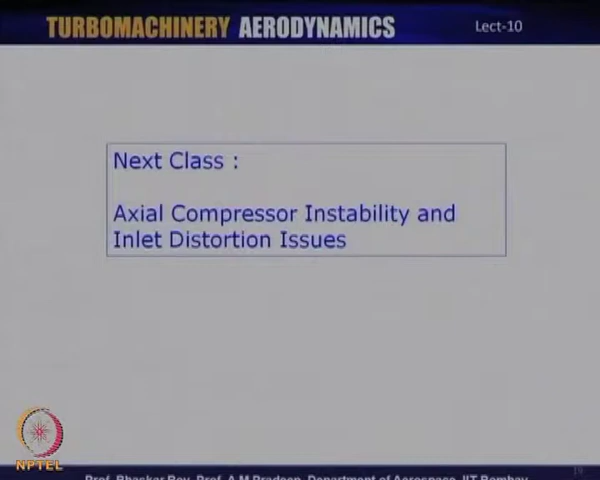 TURBOMACHINERY AERODYNAMICS
Lect-10
Next Class :
Axial Compressor Instability and
Inlet Distortion Issues
NPTEL
Prof. Bhaskar Roy, Prof. A M Pradeep, Department of Aerospace, IIT Bombay